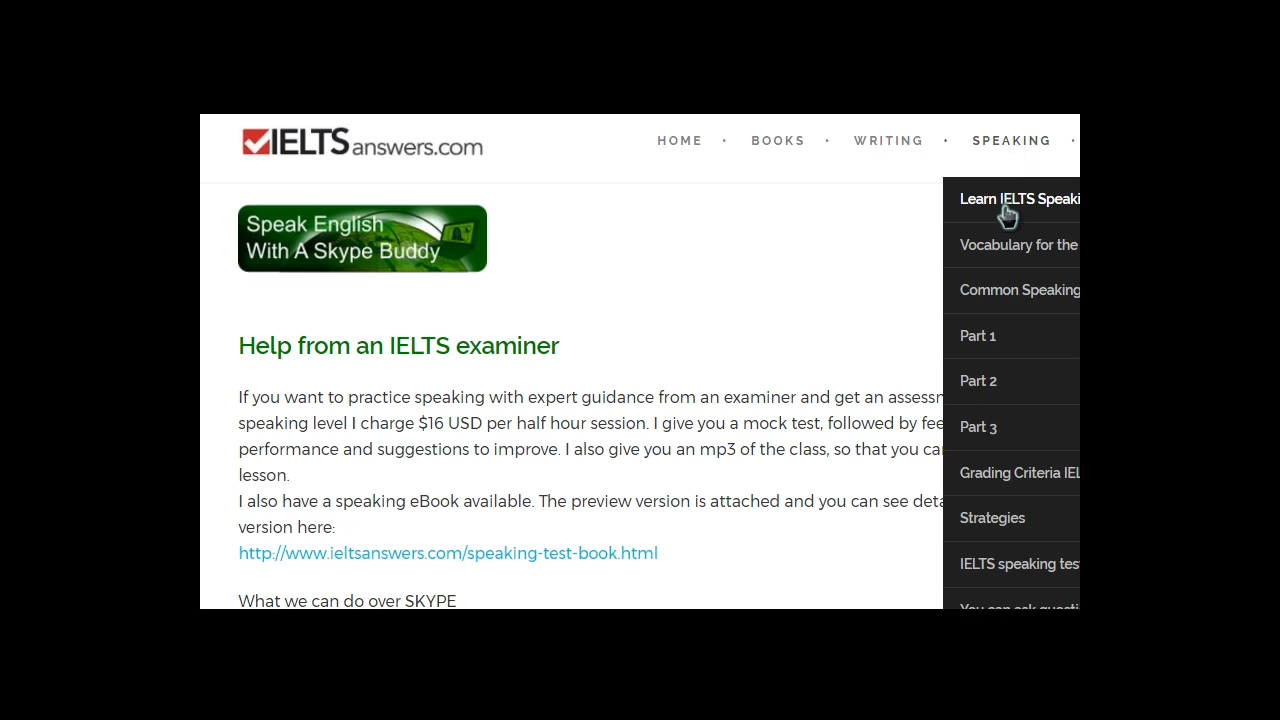 IELTSanswers.com
HOME • BOOKS • WRITING • SPEAKING •
Speak English
With A Skype Buddy
Help from an IELTS examiner
If you want to practice speaking with expert guidance from an examiner and get an
speaking level I charge $16 USD per half hour session. I give you a mock test, followed by
performance and suggestions to improve. I also give you an mp3 of the class, so that you
lesson.
I also have a speaking eBook available. The preview version is attached and you can see
version here:
http://www.ieltsanswers.com/speaking-test-book.html
What we can do over SKYPE
Learn IELTS Speaki
Vocabulary for the
Common Speaking
Part 1
Part 2
Part 3
Grading Criteria IEL
Strategies
IELTS speaking tes
You can ask questi